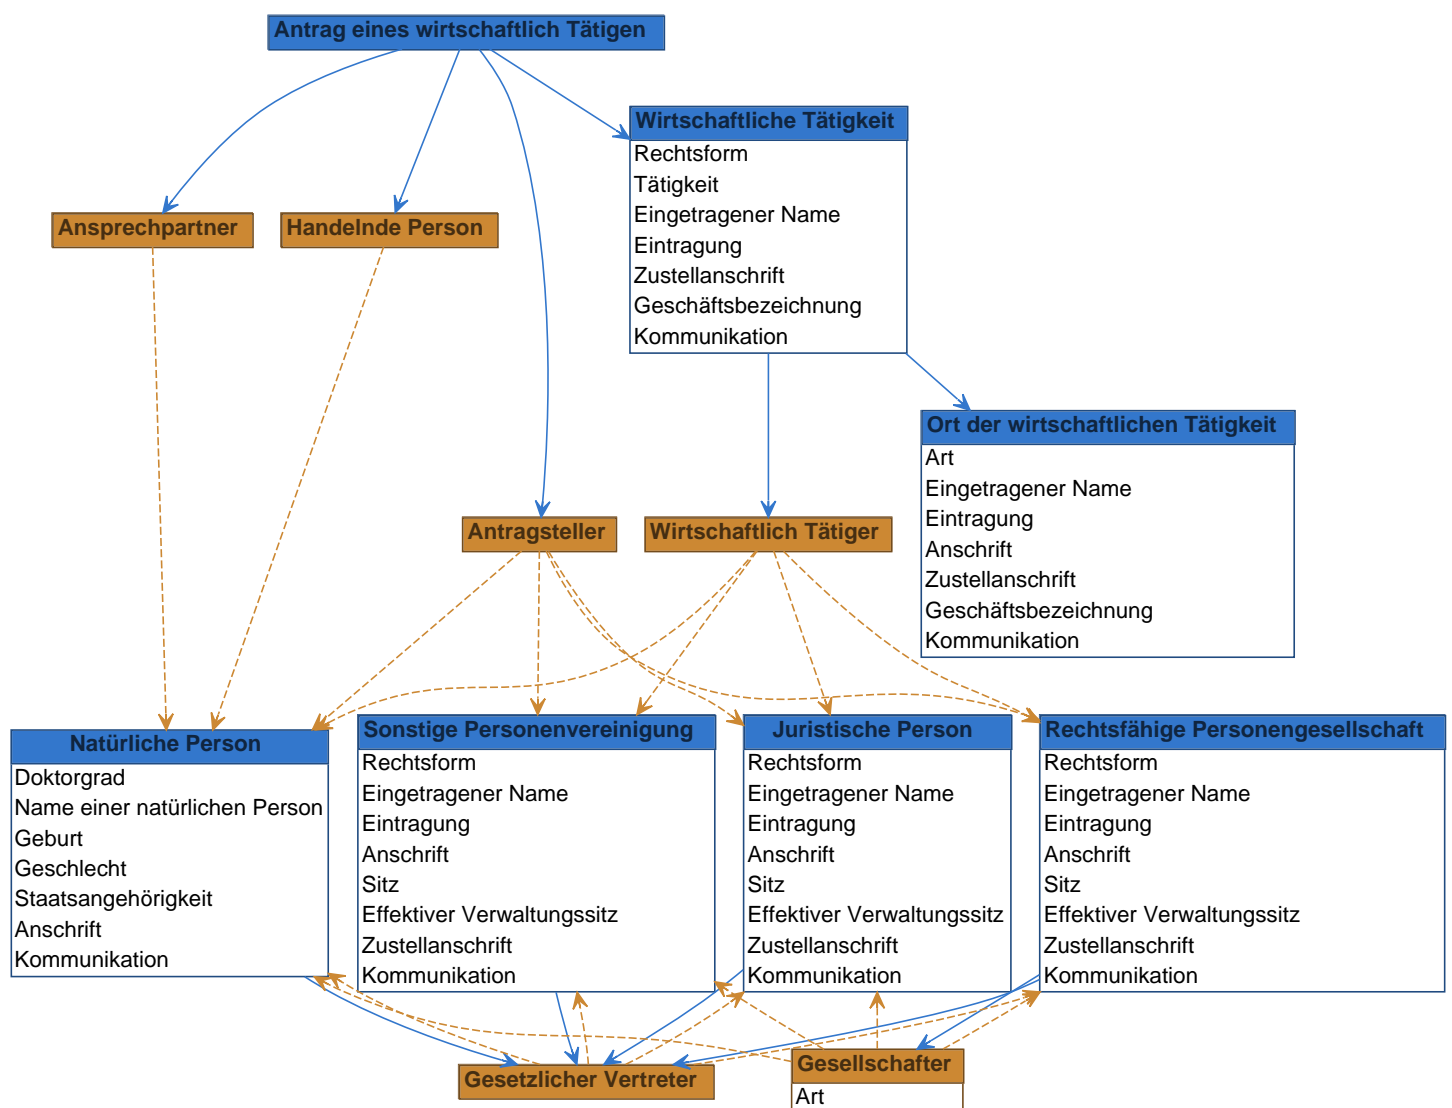 Antrag eines wirtschaftlich Tätigen
Wirtschaftliche Tätigkeit
Rechtsform
Tätigkeit
Eingetragener Name
Eintragung
Zustellanschrift
Geschäftsbezeichnung
Kommunikation
Ansprechpartner
Handelnde Person
Ort der wirtschaftlichen Tätigkeit
Art
Eingetragener Name
Eintragung
Anschrift
Zustellanschrift
Geschäftsbezeichnung
Kommunikation
Antragsteller
Wirtschaftlich Tätiger
Natürliche Person
Doktorgrad
Name einer natürlichen Person
Geburt
Geschlecht
Staatsangehörigkeit
Anschrift
Kommunikation
Sonstige Personenvereinigung
Rechtsform
Eingetragener Name
Eintragung
Anschrift
Sitz
Effektiver Verwaltungssitz
Zustellanschrift
Kommunikation
Juristische Person
Rechtsform
Eingetragener Name
Eintragung
Anschrift
Sitz
Effektiver Verwaltungssitz
Zustellanschrift
Kommunikation
Rechtsfähige Personengesellschaft
Rechtsform
Eingetragener Name
Eintragung
Anschrift
Sitz
Effektiver Verwaltungssitz
Zustellanschrift
Kommunikation
Gesetzlicher Vertreter
Gesellschafter
Art